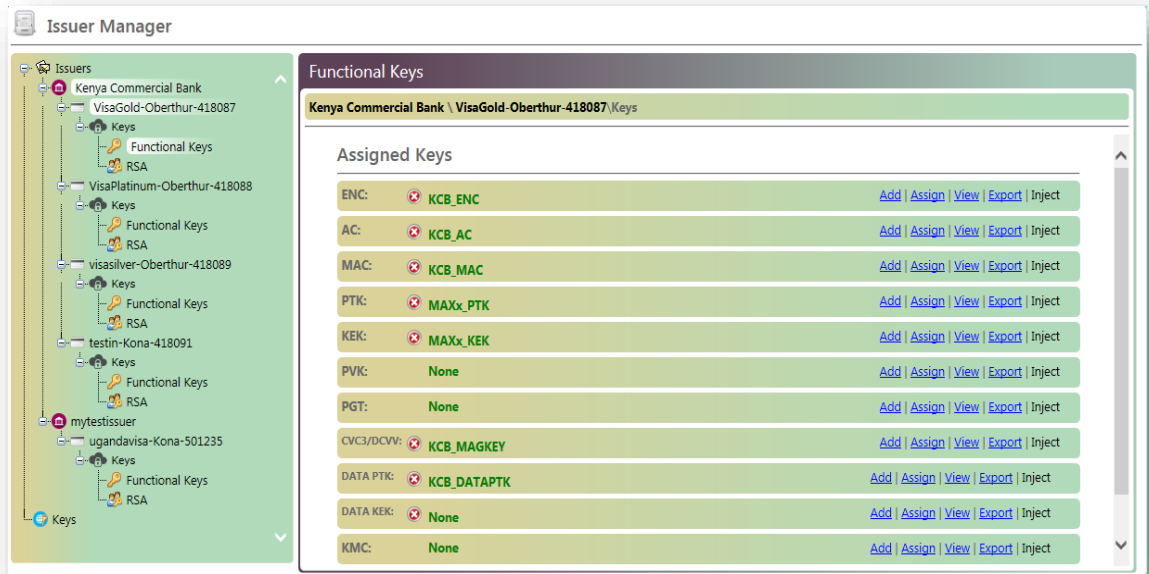 Issuer Manager
Issuers
Kenya Commercial Bank
VisaGold-Oberthur-418087
Keys
Functional Keys
RSA
VisaPlatinum-Oberthur-418088
Keys
Functional Keys
RSA
visasilver-Oberthur-418089
Keys
Functional Keys
RSA
testin-Kona-418091
Keys
Functional Keys
RSA
mytestissuer
ugandavisa-Kona-501235
Keys
Functional Keys
RSA
Keys
Functional Keys
Kenya Commercial Bank \ VisaGold-Oberthur-418087\Keys
Assigned Keys
ENC: KCB_ENC Add | Assign | View | Export | Inject
AC: KCB_AC Add | Assign | View | Export | Inject
MAC: KCB_MAC Add | Assign | View | Export | Inject
PTK: MAXx_PTK Add | Assign | View | Export | Inject
KEK: MAXx_KEK Add | Assign | View | Export | Inject
PVK: None Add | Assign | View | Export | Inject
PGT: None Add | Assign | View | Export | Inject
CVC3/DCVV: KCB_MAGKEY Add | Assign | View | Export | Inject
DATA PTK: KCB_DATAPTK Add | Assign | View | Export | Inject
DATA KEK: None Add | Assign | View | Export | Inject
KMC: None Add | Assign | View | Export | Inject